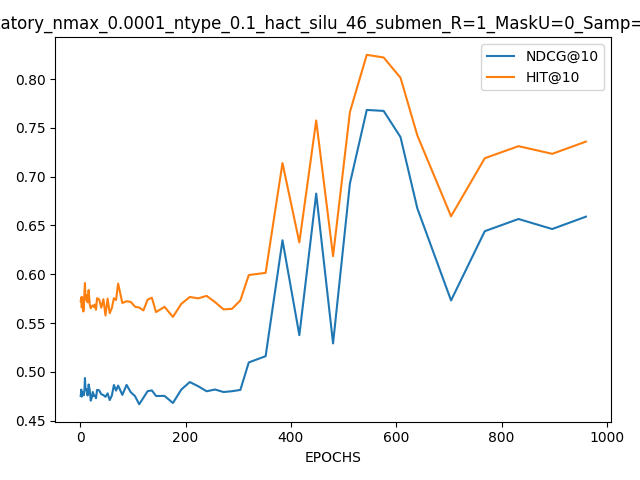 atory_nmax_0.0001_ntype_0.1_hact_silu_46_submen_R=1_MaskU=0_Samp=
NDCG@10
HIT@10
0.80
0.75
0.70
0.65
0.60
0.55
0.50
0.45
0 200 400 600 800 1000
EPOCHS